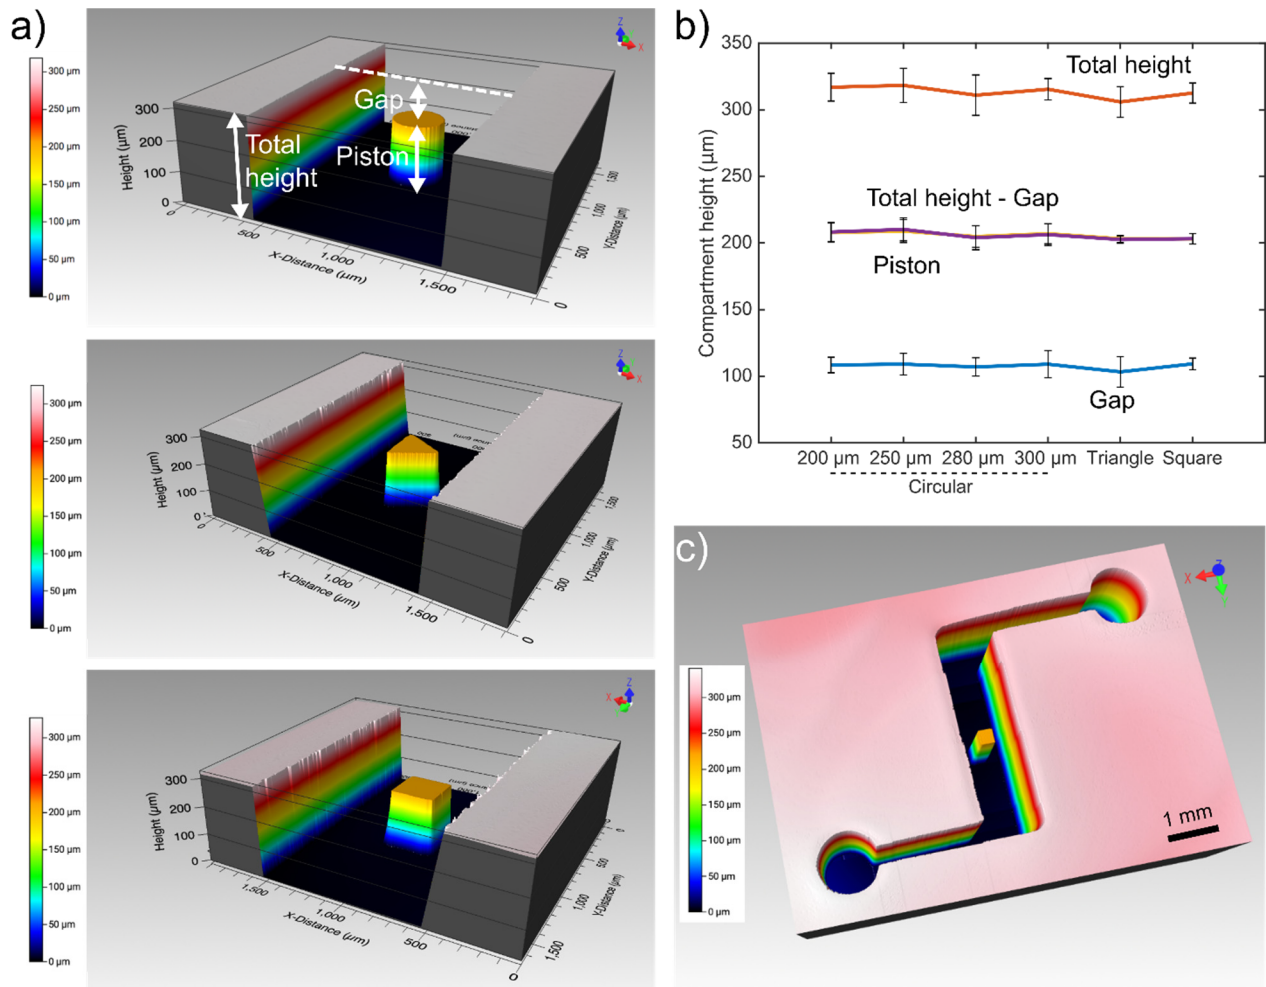 a)
300 μm
250 μm
200 μm
150 μm
100 μm
50 μm
0 μm
Height (μm)
300
200
100
0
Total
height
Gap
Piston
0
500
1,000
1,500
X-Distance (μm)
0
500
1,000
1,500
Y-Distance (μm)
Z
X
300 μm
250 μm
200 μm
150 μm
100 μm
50 μm
0 μm
Height (μm)
300
200
100
0
0
500
1,000
1,500
X-Distance (μm)
0
500
1,000
1,500
Y-Distance (μm)
Z
X
300 μm
250 μm
200 μm
150 μm
100 μm
50 μm
0 μm
Height (μm)
300
200
100
0
1,500
1,000
500
0
X-Distance (μm)
0
500
1,000
1,500
Y-Distance (μm)
X
Z
b)
Compartment height (μm)
350
300
250
200
150
100
50
Total height
Total height - Gap
Piston
Gap
200 μm 250 μm 280 μm 300 μm Triangle Square
Circular
c)
X
Z
300 μm
250 μm
200 μm
150 μm
100 μm
50 μm
0 μm
1 mm